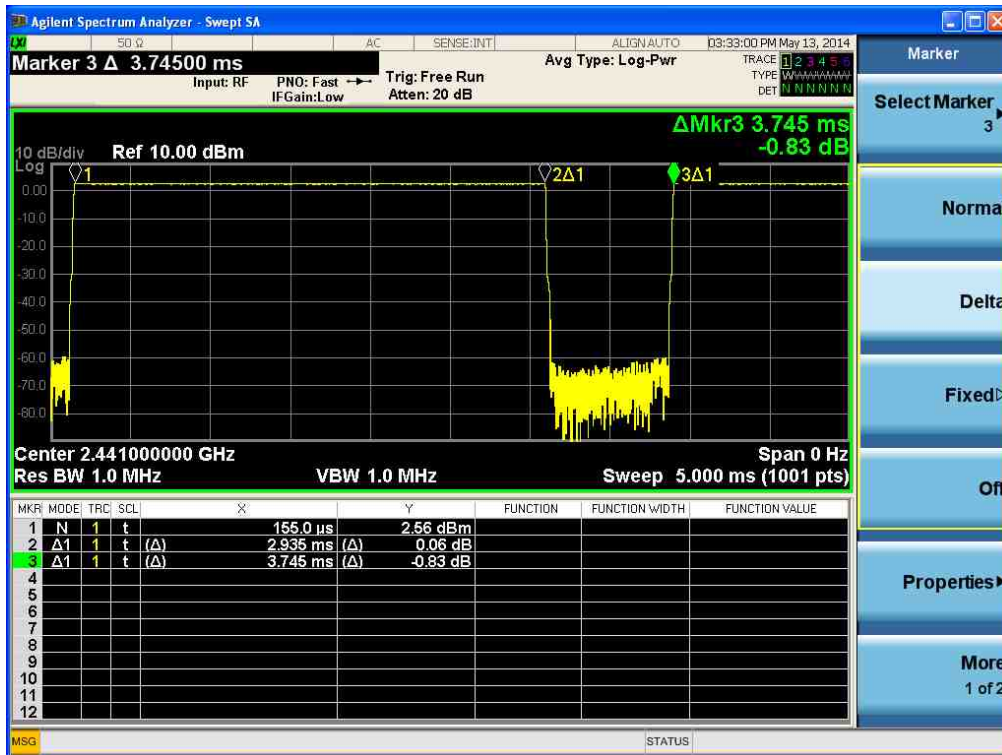 Agilent Spectrum Analyzer - Swept SA
LXI 50 Ω AC SENSE:INT ALIGN AUTO 03:33:00 PM May 13, 2014
Marker 3 Δ 3.74500 ms
Input: RF PNO: Fast Trig: Free Run Avg Type: Log-Pwr TRACE 1 2 3 4 5 6
IFGain:Low Atten: 20 dB TYPE
DET N N N N N N
ΔMkr3 3.745 ms
-0.83 dB
10 dB/div Ref 10.00 dBm
Log
1 2Δ1 3Δ1
0.00
-10.0
-20.0
-30.0
-40.0
-50.0
-60.0
-70.0
-80.0
Center 2.441000000 GHz Span 0 Hz
Res BW 1.0 MHz VBW 1.0 MHz Sweep 5.000 ms (1001 pts)
MKR MODE TRC SCL X Y FUNCTION FUNCTION WIDTH FUNCTION VALUE
1 N 1 t 155.0 µs 2.56 dBm
2 Δ1 1 t (Δ) 2.935 ms (Δ) 0.06 dB
3 Δ1 1 t (Δ) 3.745 ms (Δ) -0.83 dB
4
5
6
7
8
9
10
11
12
MSG STATUS
Marker
Select Marker
3
Norma
Delta
Fixed
Off
Properties
More
1 of 2